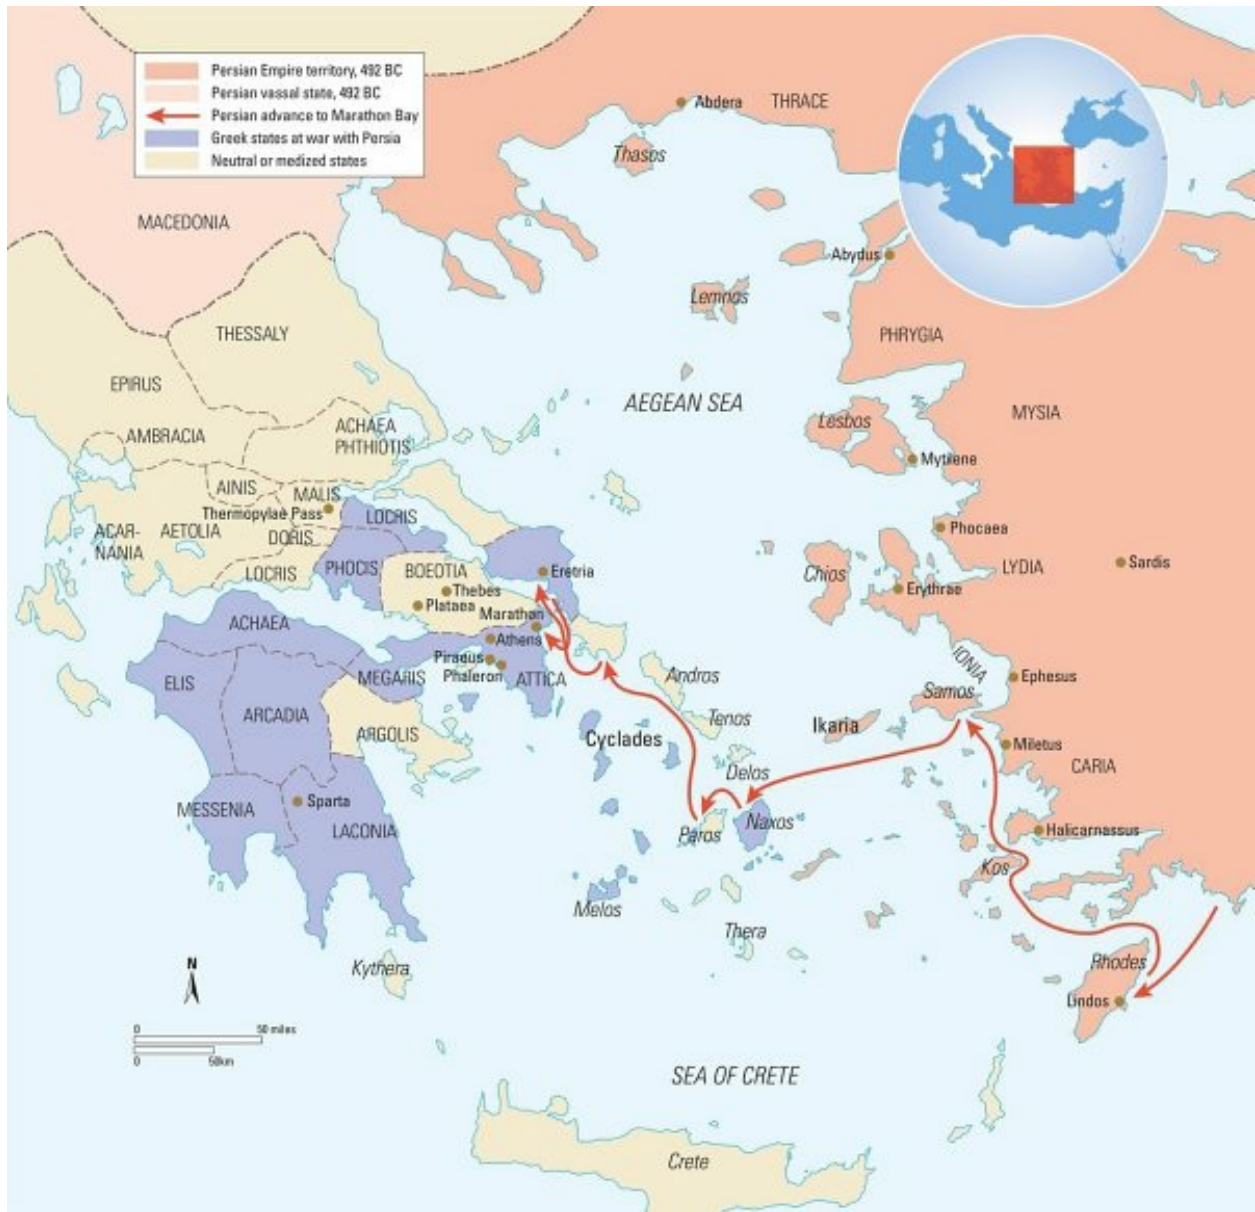 Persian Empire territory, 492 BC
Persian vassal state, 492 BC
Persian advance to Marathon Bay
Greek states at war with Persia
Neutral or medized states
Abdera
THRACE
Thasos
MACEDONIA
Abydus
Lemnos
THESSALY
PHRYGIA
EPIRUS
AEGEAN SEA
MYSIA
Lesbos
ACHAEA
PHTHIOTIS
AMBRACIA
Mytilene
AINIS
MALIS
Thermopylae Pass
LOCRIS
ACAR-
NANIA
AETOLIA
DORIS
Phocaea
Sardis
LOCRIS
PHOCIS
BOEOTIA
Eretria
Chios
LYDIA
Erythrae
Thebes
Plataea
Marathon
ACHAEA
Athens
Piraeus
Phaleron
ATTICA
MEGARIS
ELIS
ARCADIA
ARGOLIS
Andros
Tenos
IONIA
Samos
Ephesus
Ikaria
Cyclades
Miletus
Delos
CARIA
MESSENIA
Sparta
LACONIA
Paros
Naxos
Halicarnassus
Kos
Melos
Thera
Kythera
Rhodes
Lindos
N
0 50 miles
0 50km
SEA OF CRETE
Crete